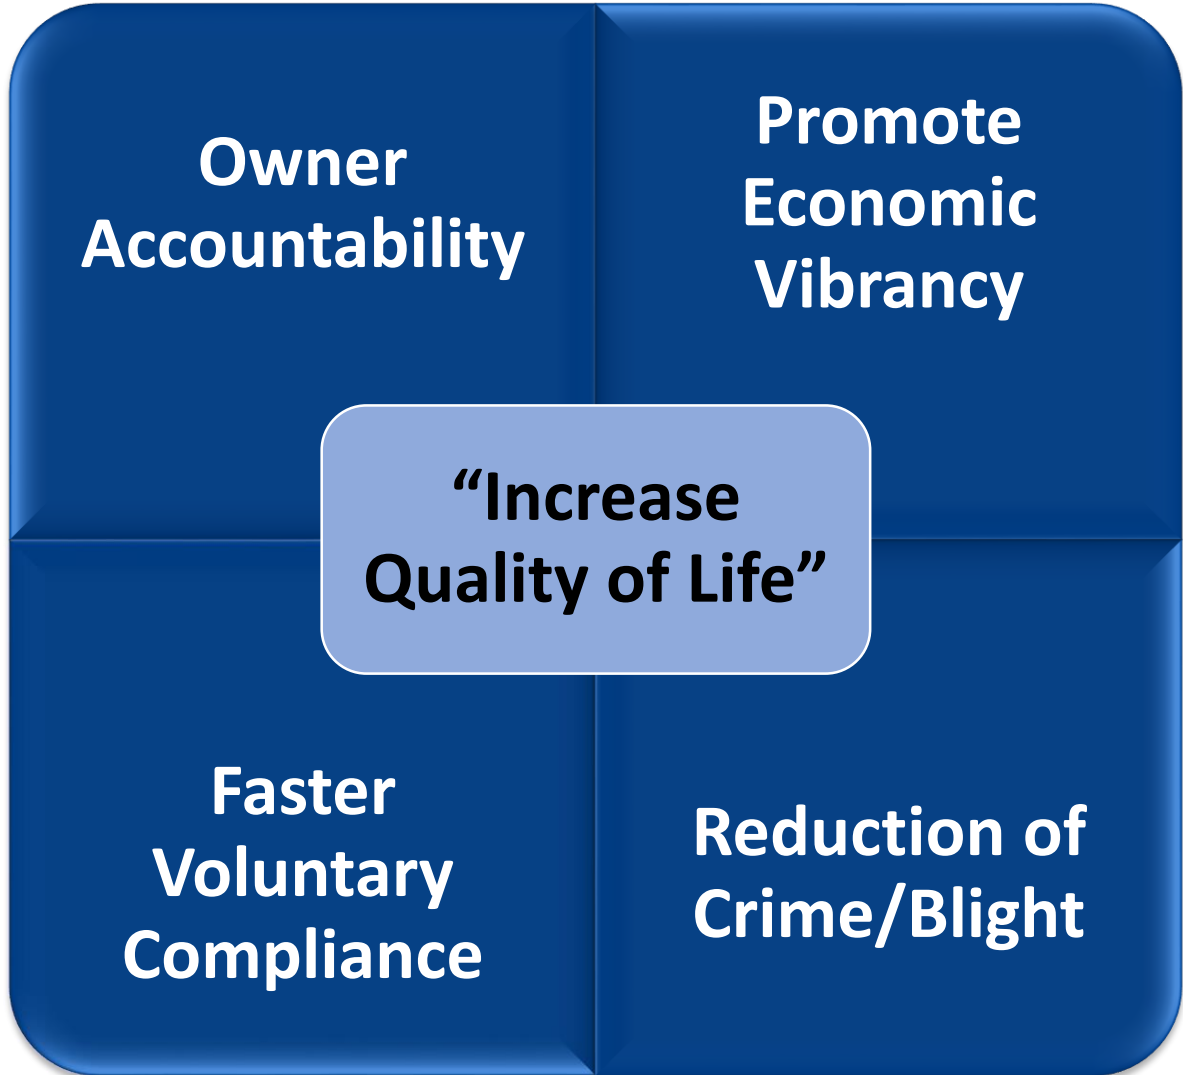 Owner
Accountability
Promote
Economic
Vibrancy
“Increase
Quality of Life”
Faster
Voluntary
Compliance
Reduction of
Crime/Blight